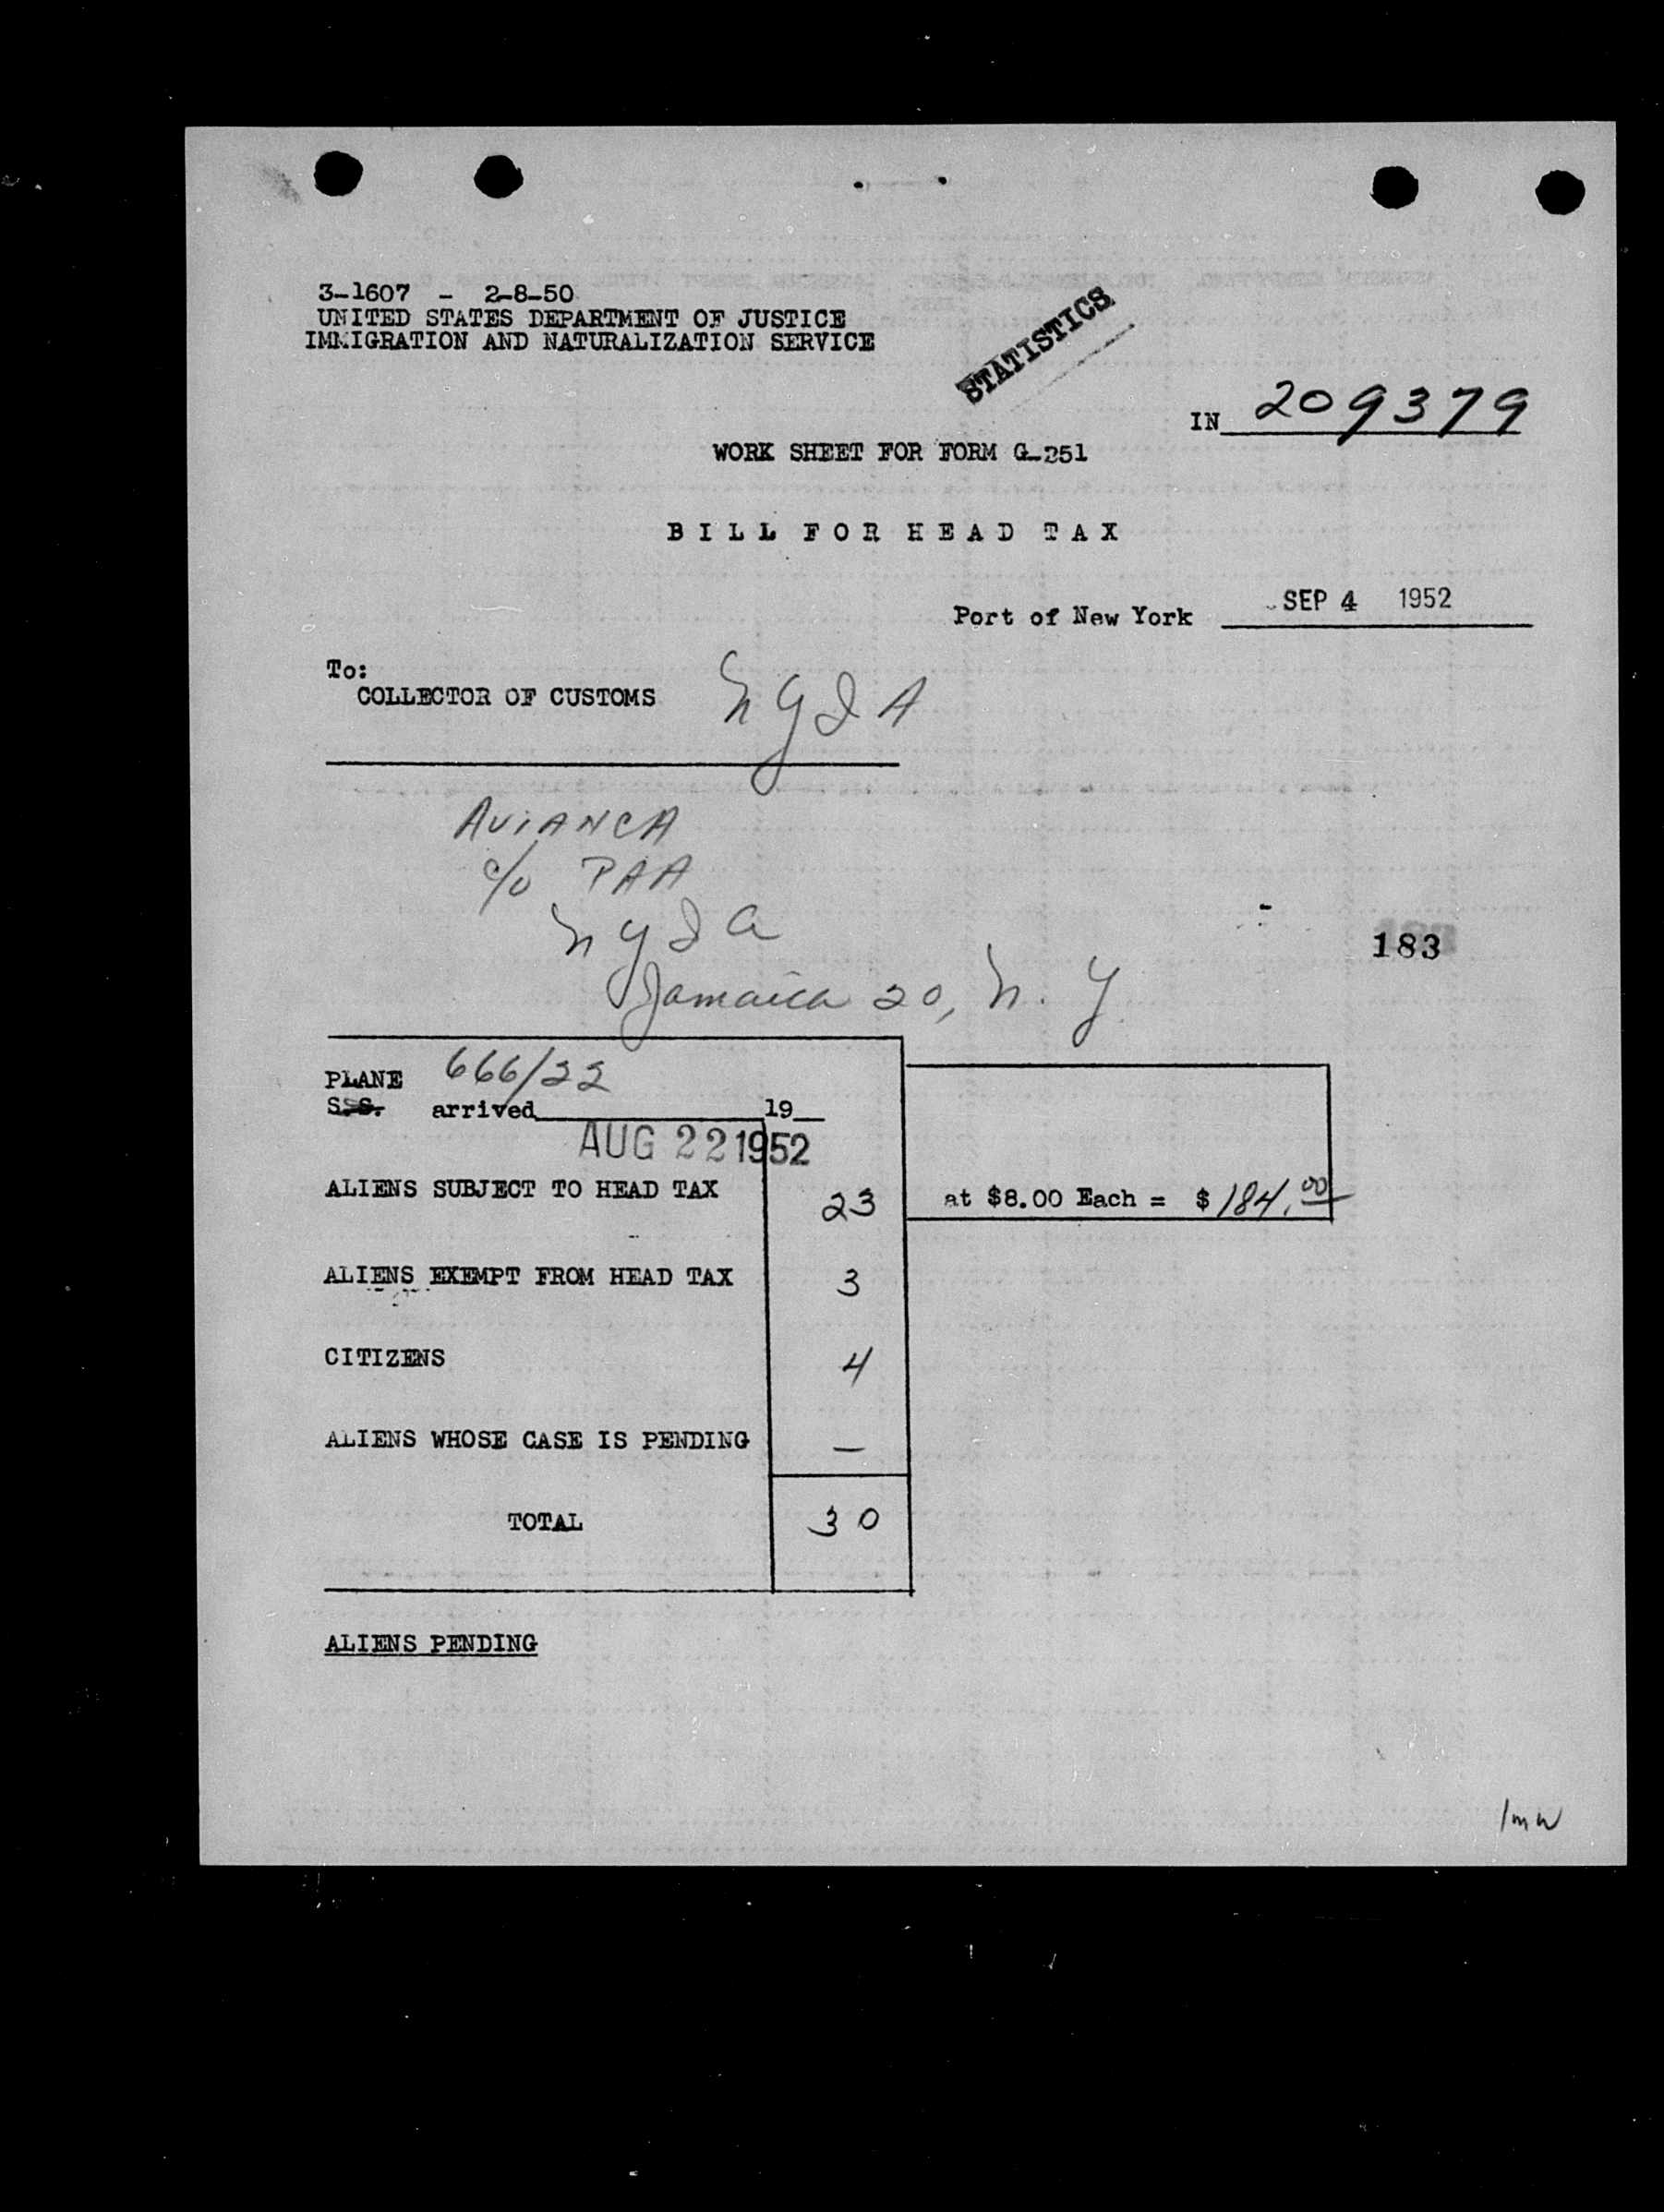 3-1607 - 2-8-50
UNITED STATES DEPARTMENT OF JUSTICE
IMMIGRATION AND NATURALIZATION SERVICE
STATISTICS
IN 209379
WORK SHEET FOR FORM G-251
BILL FOR HEAD TAX
Port of New York SEP 4 1952
To:
COLLECTOR OF CUSTOMS NYIA
AVIANCA
c/o PAA
NYIA
183
Jamaica 20, N. Y
PLANE 666/22
S.S. arrived 19
AUG 22 1952
ALIENS SUBJECT TO HEAD TAX 23 at $8.00 Each = $184.00
ALIENS EXEMPT FROM HEAD TAX 3
CITIZENS 4
ALIENS WHOSE CASE IS PENDING —
TOTAL 30
ALIENS PENDING